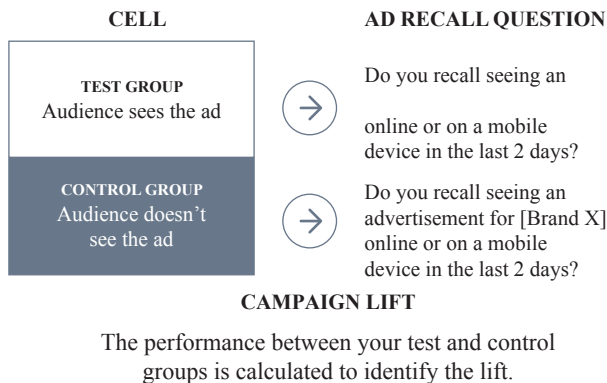 CELL
AD RECALL QUESTION
TEST GROUP
Audience sees the ad
Do you recall seeing an
online or on a mobile
device in the last 2 days?
CONTROL GROUP
Audience doesn't
see the ad
Do you recall seeing an
advertisement for [Brand X]
online or on a mobile
device in the last 2 days?
CAMPAIGN LIFT
The performance between your test and control
groups is calculated to identify the lift.